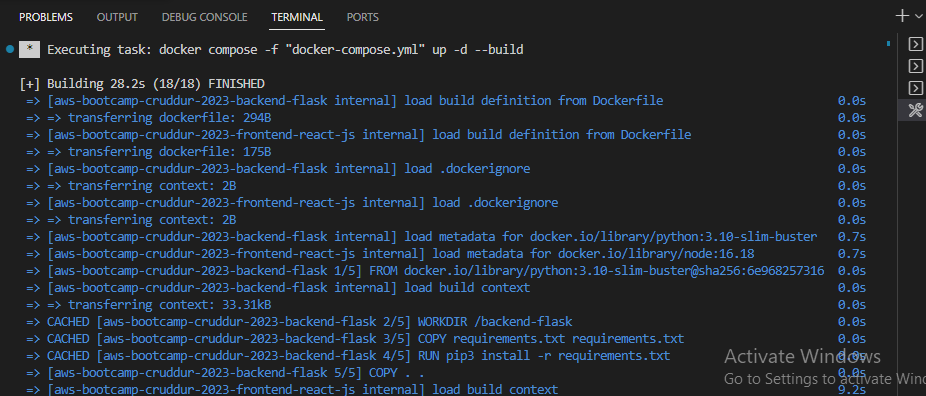 PROBLEMS OUTPUT DEBUG CONSOLE TERMINAL PORTS
* Executing task: docker compose -f "docker-compose.yml" up -d --build
[+] Building 28.2s (18/18) FINISHED
=> [aws-bootcamp-cruddur-2023-backend-flask internal] load build definition from Dockerfile 0.0s
=> => transferring dockerfile: 294B 0.0s
=> [aws-bootcamp-cruddur-2023-frontend-react-js internal] load build definition from Dockerfile 0.0s
=> => transferring dockerfile: 175B 0.0s
=> [aws-bootcamp-cruddur-2023-backend-flask internal] load .dockerignore 0.0s
=> => transferring context: 2B 0.0s
=> [aws-bootcamp-cruddur-2023-frontend-react-js internal] load .dockerignore 0.0s
=> => transferring context: 2B 0.0s
=> [aws-bootcamp-cruddur-2023-backend-flask internal] load metadata for docker.io/library/python:3.10-slim-buster 0.7s
=> [aws-bootcamp-cruddur-2023-frontend-react-js internal] load metadata for docker.io/library/node:16.18 0.7s
=> [aws-bootcamp-cruddur-2023-backend-flask 1/5] FROM docker.io/library/python:3.10-slim-buster@sha256:6e968257316 0.0s
=> [aws-bootcamp-cruddur-2023-backend-flask internal] load build context 0.0s
=> => transferring context: 33.31kB 0.0s
=> CACHED [aws-bootcamp-cruddur-2023-backend-flask 2/5] WORKDIR /backend-flask 0.0s
=> CACHED [aws-bootcamp-cruddur-2023-backend-flask 3/5] COPY requirements.txt requirements.txt 0.0s
=> CACHED [aws-bootcamp-cruddur-2023-backend-flask 4/5] RUN pip3 install -r requirements.txt 0.0s
Activate Windows
=> [aws-bootcamp-cruddur-2023-backend-flask 5/5] COPY . . 0.0s
Go to Settings to activate Wind
=> [aws-bootcamp-cruddur-2023-frontend-react-js internal] load build context 9.2s